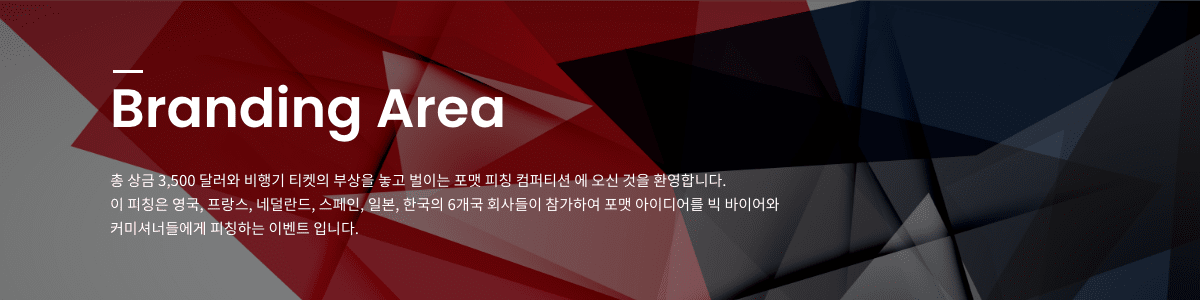 Branding Area
총 상금 3,500 달러와 비행기 티켓의 부상을 놓고 벌이는 포맷 피칭 컴퍼티션 에 오신 것을 환영합니다.
이 피칭은 영국, 프랑스, 네덜란드, 스페인, 일본, 한국의 6개국 회사들이 참가하여 포맷 아이디어를 빅 바이어와
커미셔너들에게 피칭하는 이벤트 입니다.